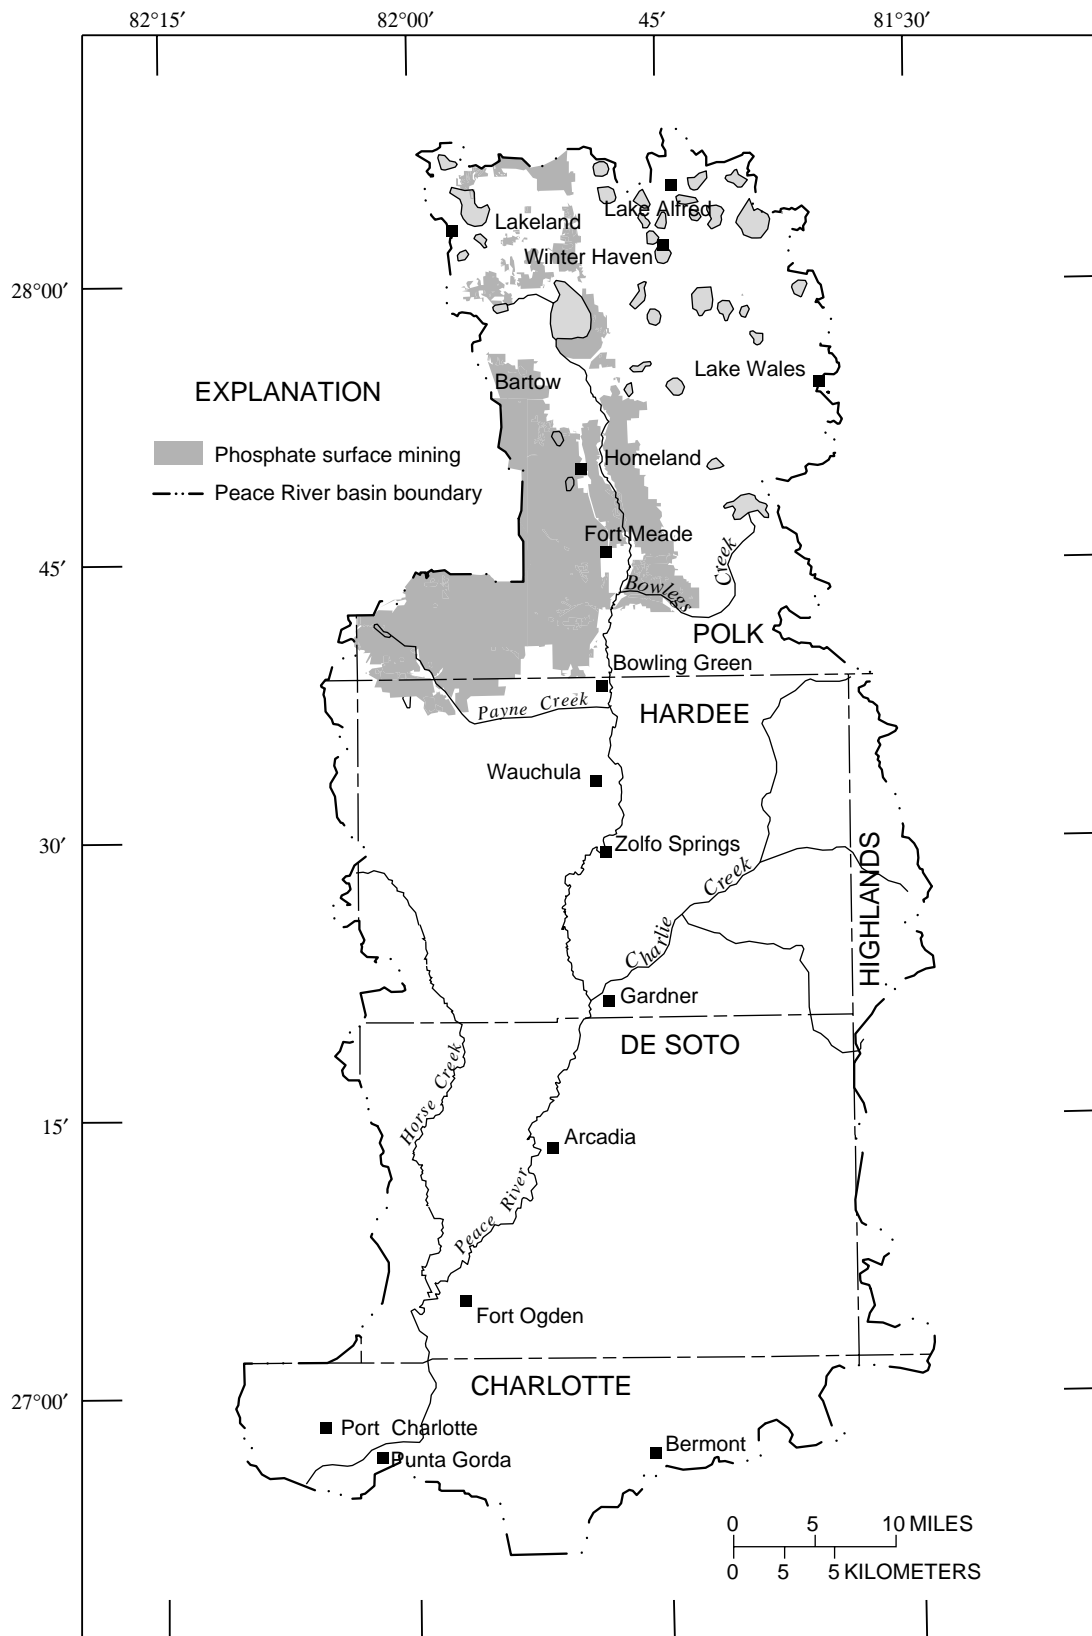 82°15′ 82°00′ 45′ 81°30′
Lakeland
Lake Alfred
Winter Haven
28°00′
Lake Wales
Bartow
EXPLANATION
Phosphate surface mining
Peace River basin boundary
Homeland
Fort Meade
45′
Bowlegs Creek
POLK
Bowling Green
Payne Creek
HARDEE
Wauchula
30′
Zolfo Springs
Charlie Creek
HIGHLANDS
Gardner
DE SOTO
Horse Creek
15′
Arcadia
Peace River
Fort Ogden
CHARLOTTE
27°00′
Port Charlotte
Punta Gorda
Bermont
0 5 10 MILES
0 5 5 KILOMETERS